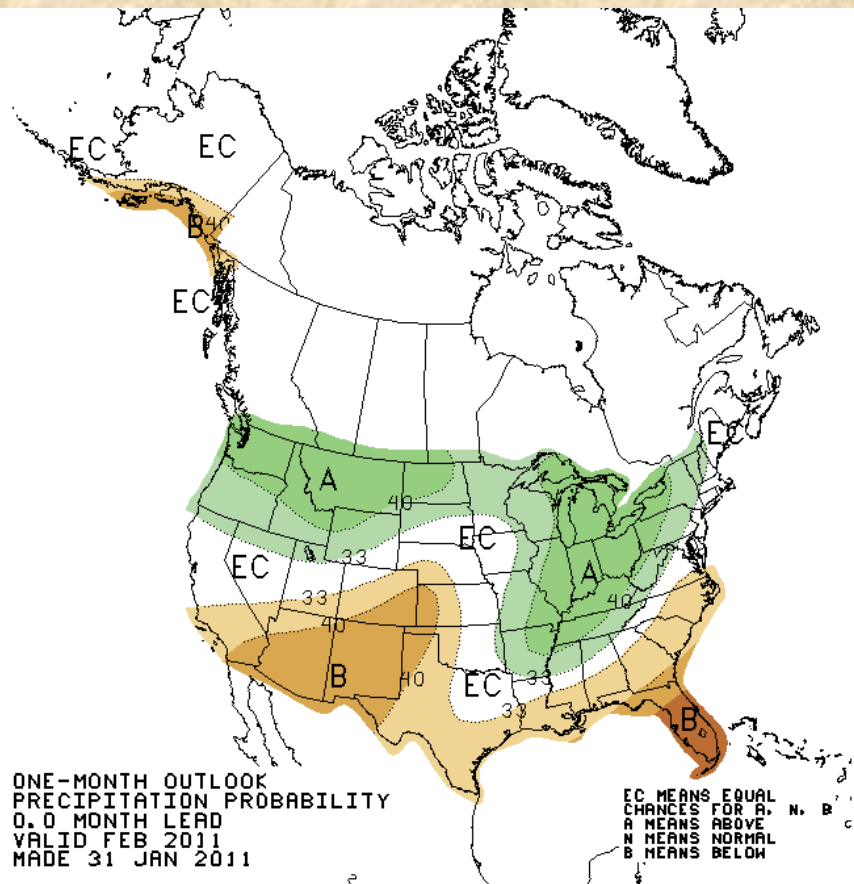 EC
EC
B 40
EC
EC
A
40
EC
33
EC
A
33
40
40
B
40
EC
33
33
B
ONE-MONTH OUTLOOK
PRECIPITATION PROBABILITY
0.0 MONTH LEAD
VALID FEB 2011
MADE 31 JAN 2011
EC MEANS EQUAL
CHANCES FOR A, N, B
A MEANS ABOVE
N MEANS NORMAL
B MEANS BELOW